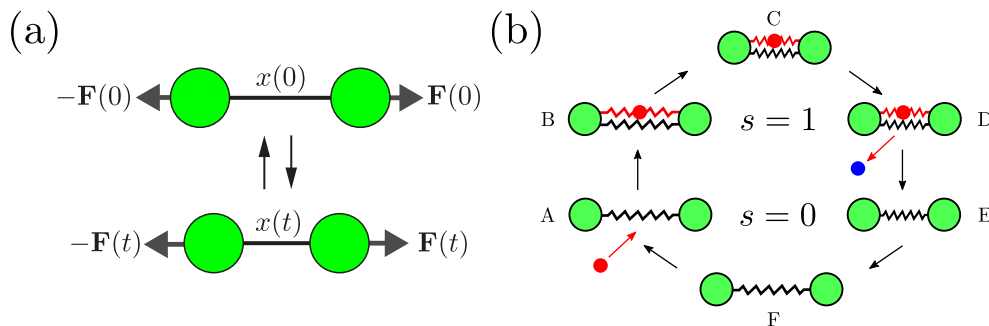 (a)
x(0)
−F(0)
F(0)
x(t)
−F(t)
F(t)
(b)
C
B
s = 1
D
A
s = 0
E
F